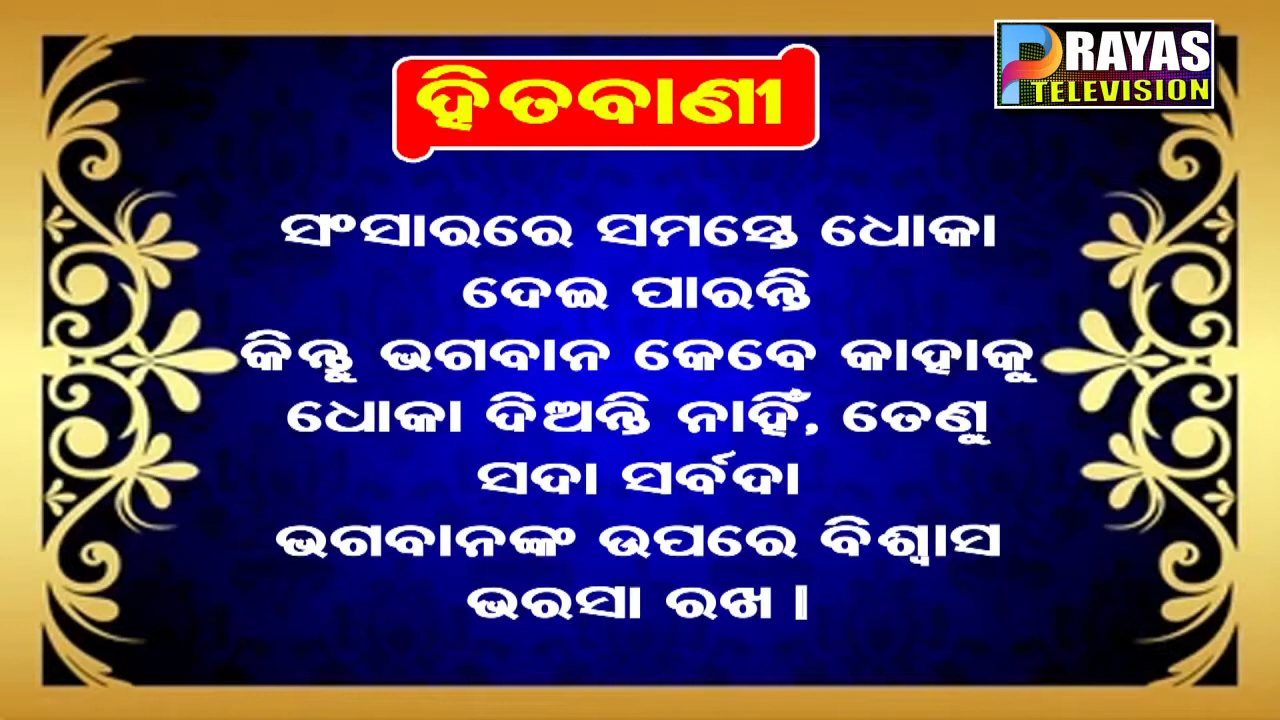 PRAYAS
TELEVISION
ହିତବାଣୀ
ସଂସାରରେ ସମସ୍ତେ ଧୋକା
ଦେଇ ପାରନ୍ତି
କିନ୍ତୁ ଭଗବାନ କେବେ କାହାକୁ
ଧୋକା ଦିଅନ୍ତି ନାହିଁ, ତେଣୁ
ସଦା ସର୍ବଦା
ଭଗବାନଙ୍କ ଉପରେ ବିଶ୍ୱାସ
ଭରସା ରଖ |